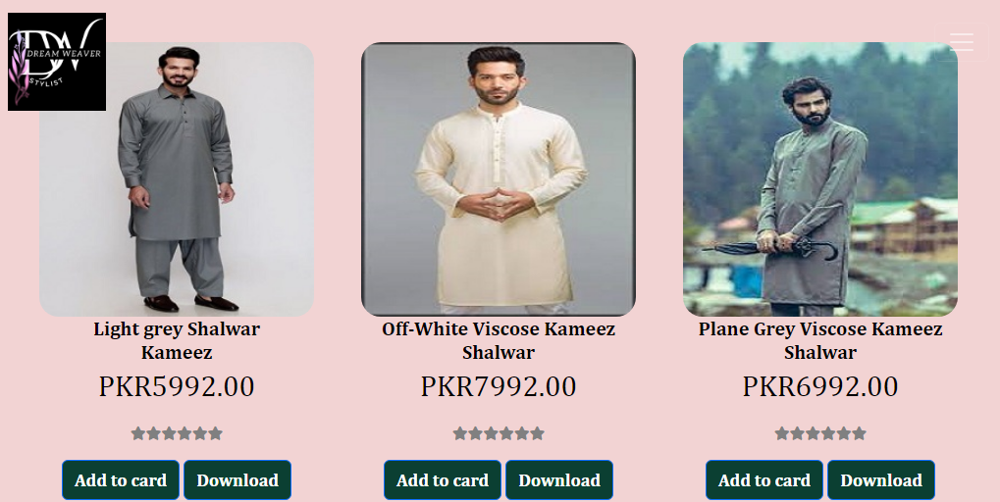 DW
DREAM WEAVER
STYLIST
Light grey Shalwar
Kameez
PKR5992.00
Add to card Download
Off-White Viscose Kameez
Shalwar
PKR7992.00
Add to card Download
Plane Grey Viscose Kameez
Shalwar
PKR6992.00
Add to card Download